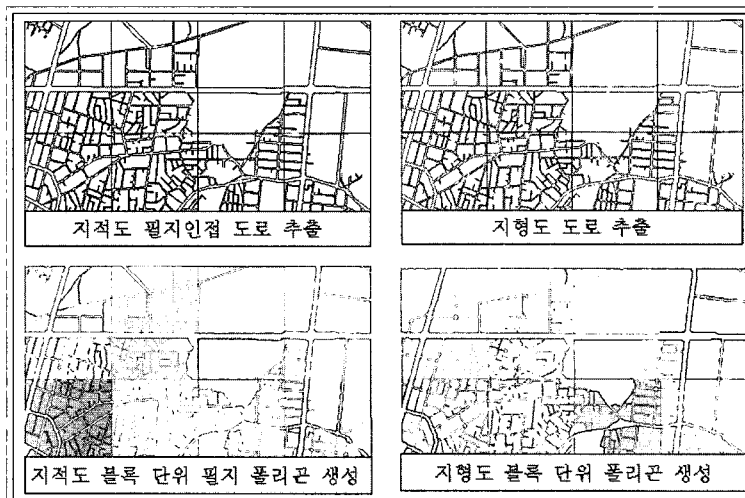 지적도 필지인접 도로 추출
지형도 도로 추출
지적도 블록 단위 필지 폴리곤 생성
지형도 블록 단위 폴리곤 생성